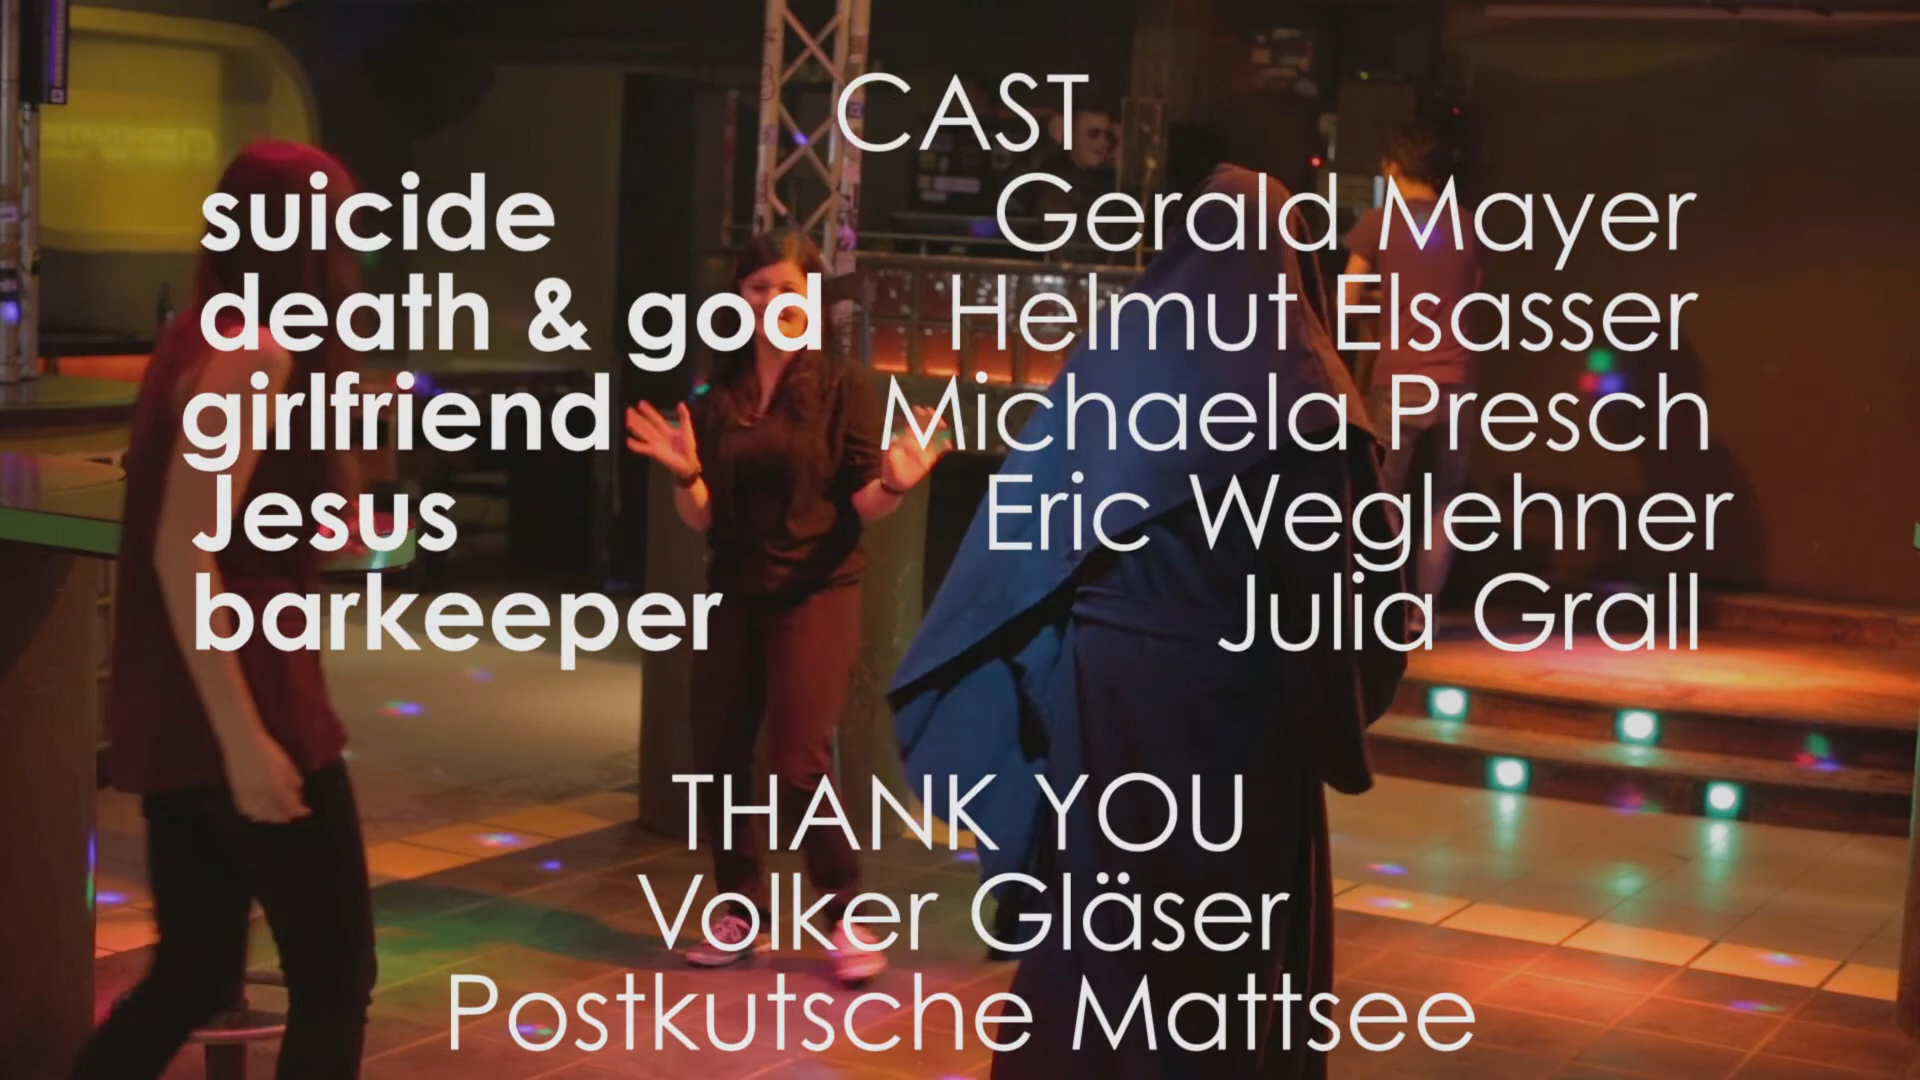 CAST
suicide Gerald Mayer
death & god Helmut Elsasser
girlfriend Michaela Presch
Jesus Eric Weglehner
barkeeper Julia Grall
THANK YOU
Volker Gläser
Postkutsche Mattsee